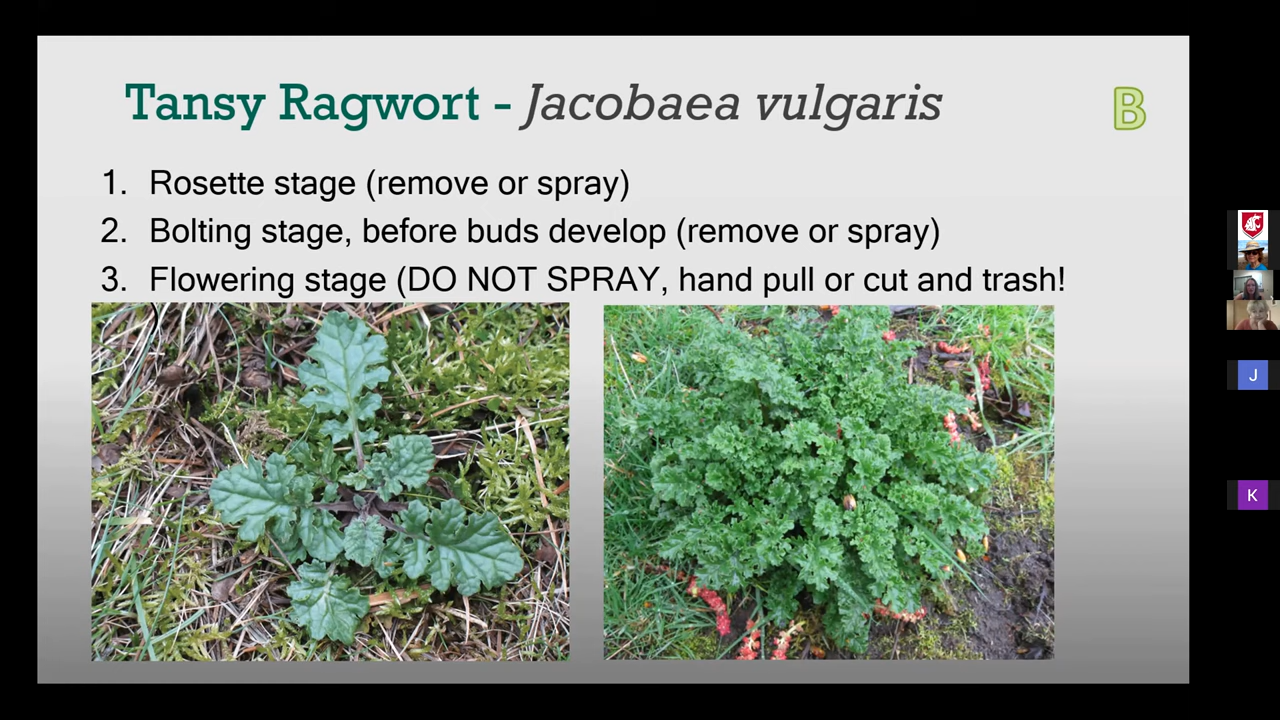 Tansy Ragwort - Jacobaea vulgaris
B
1. Rosette stage (remove or spray)
2. Bolting stage, before buds develop (remove or spray)
3. Flowering stage (DO NOT SPRAY, hand pull or cut and trash!
J
K